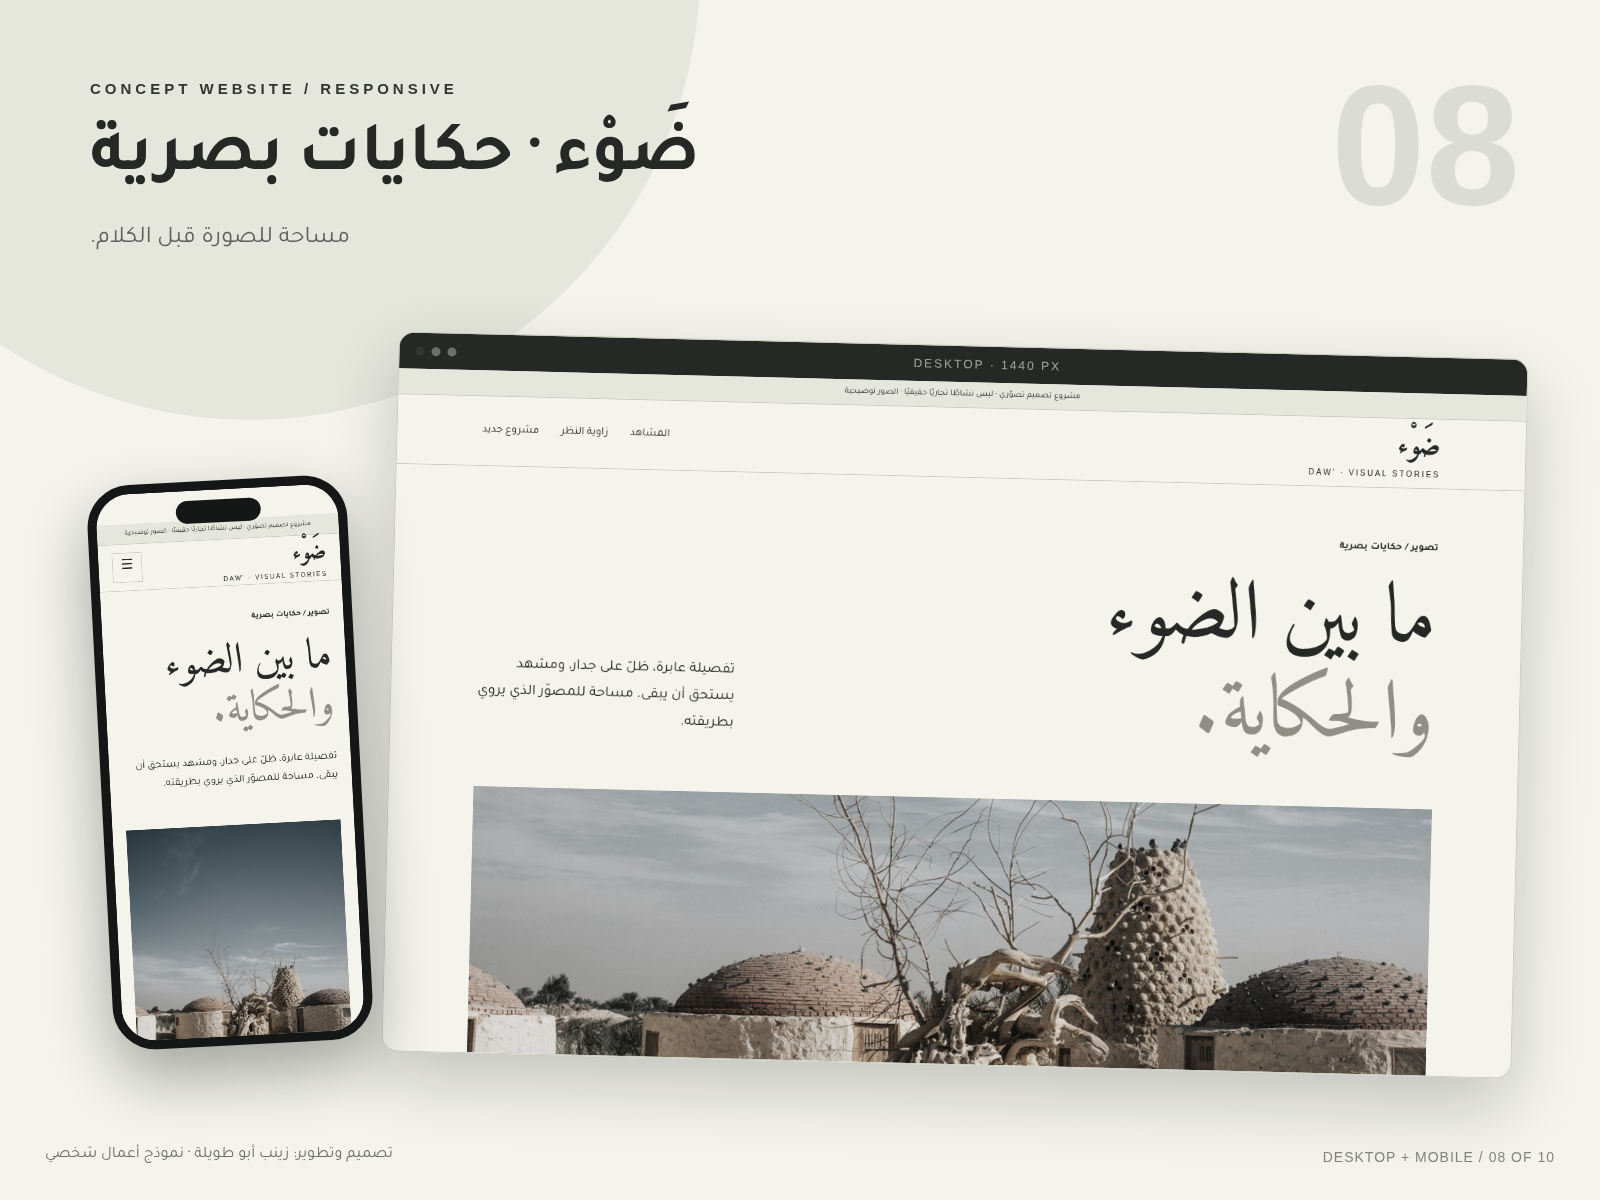 CONCEPT WEBSITE / RESPONSIVE
08
ضَوْء · حكايات بصرية
مساحة للصورة قبل الكلام.
DESKTOP · 1440 PX
مشروع تصميم تصوّري · ليس نشاطًا تجاريًا حقيقيًا · الصور توضيحية
ضَوْء
DAW' · VISUAL STORIES
المشاهد
زاوية النظر
مشروع جديد
تصوير / حكايات بصرية
ما بين الضوء
والحكاية.
تفصيلة عابرة، ظلّ على جدار، ومشهد
يستحق أن يبقى. مساحة للمصوّر الذي يروي
بطريقته.
مشروع تصميم تصوّري · ليس نشاطًا تجاريًا حقيقيًا · الصور توضيحية
ضَوْء
DAW' · VISUAL STORIES
تصوير / حكايات بصرية
ما بين الضوء
والحكاية.
تفصيلة عابرة، ظلّ على جدار، ومشهد يستحق أن
يبقى. مساحة للمصوّر الذي يروي بطريقته.
تصميم وتطوير: زينب أبو طويلة · نموذج أعمال شخصي
DESKTOP + MOBILE / 08 OF 10